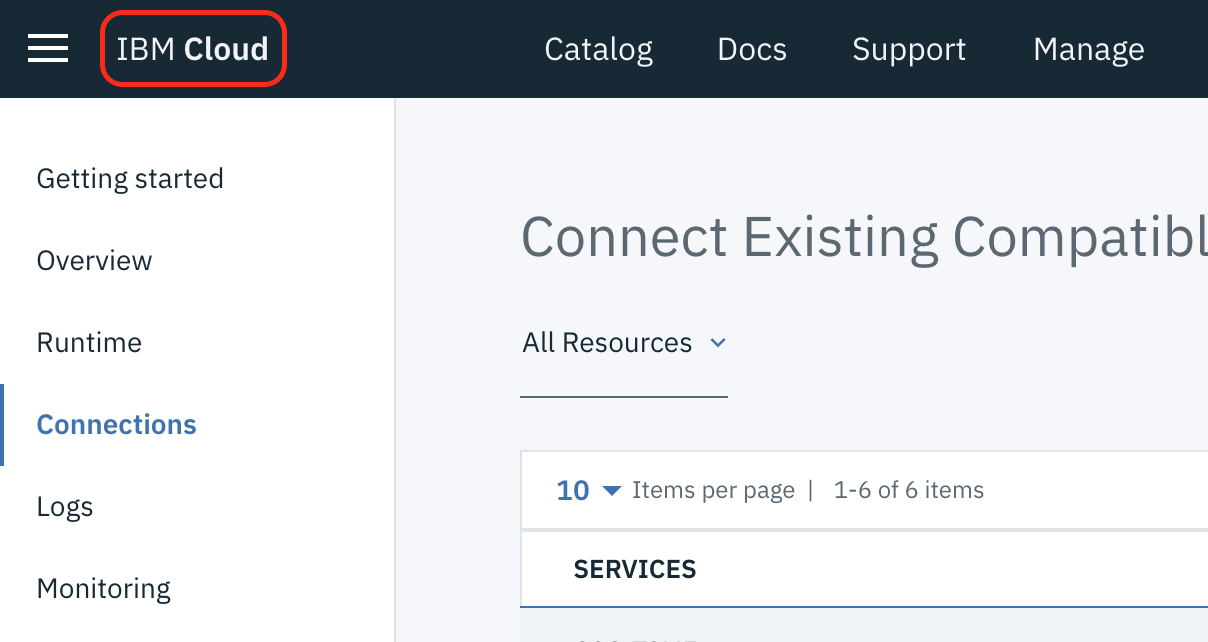 IBM Cloud
Catalog
Docs
Support
Manage
Getting started
Overview
Runtime
Connections
Logs
Monitoring
Connect Existing
All Resources
10 Items per page | 1-6 of 6 items
SERVICES